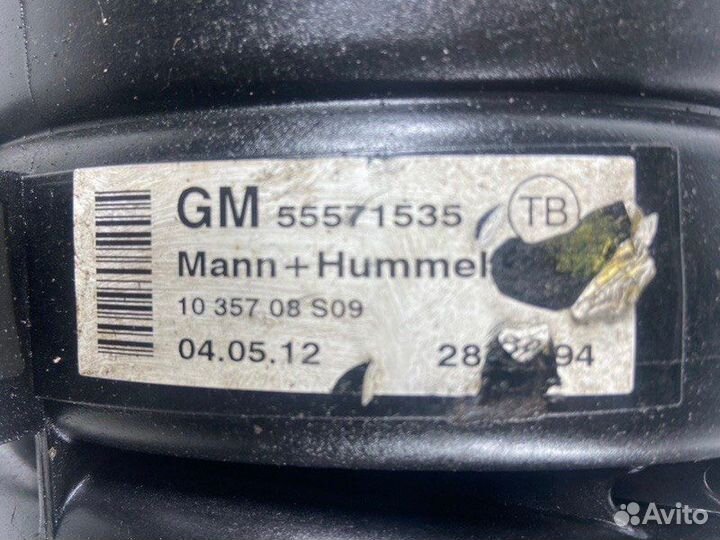 GM 55571535 TB
Mann+Hummel
10 357 08 S09
04.05.12
Avito